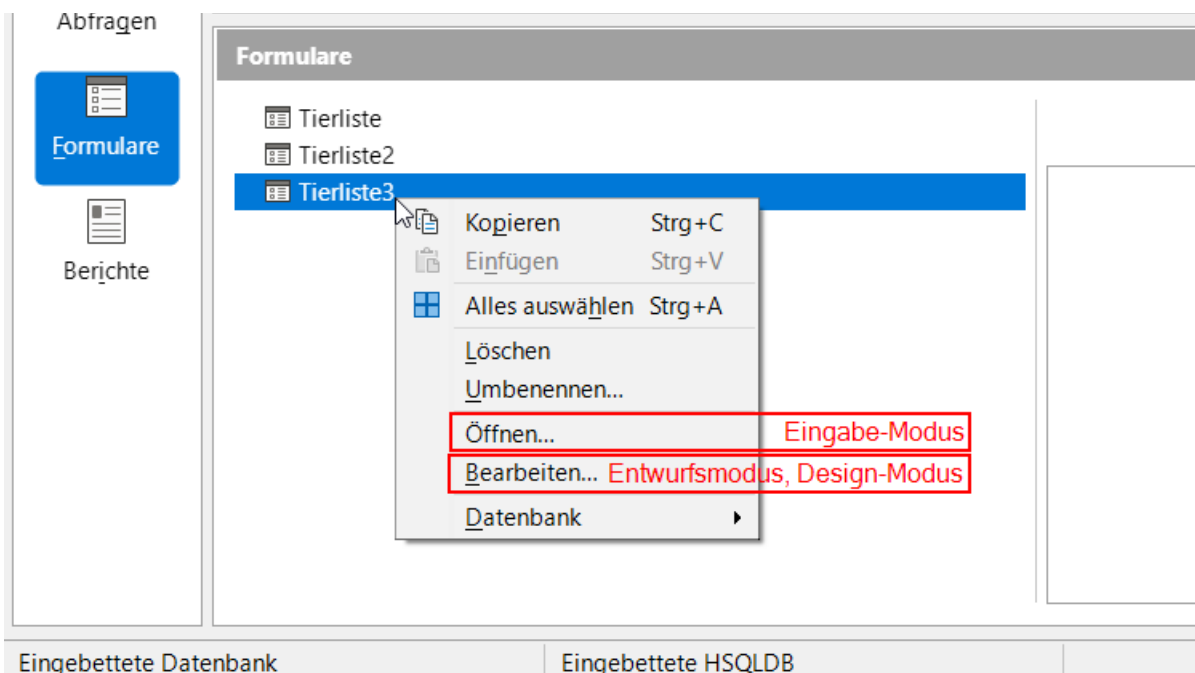 Abfragen
Formulare
Berichte
Formulare
Tierliste
Tierliste2
Tierliste3
Kopieren Strg+C
Einfügen Strg+V
Alles auswählen Strg+A
Löschen
Umbenennen...
Öffnen... Eingabe-Modus
Bearbeiten... Entwurfsmodus, Design-Modus
Datenbank
Eingebettete Datenbank Eingebettete HSQLDB